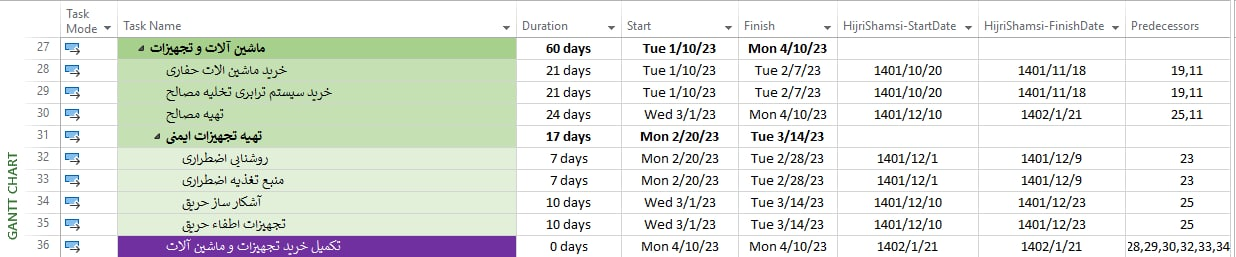 Task Mode Task Name Duration Start Finish HijriShamsi-StartDate HijriShamsi-FinishDate Predecessors
27 ماشین آلات و تجهیزات 60 days Tue 1/10/23 Mon 4/10/23
28 خرید ماشین الات حفاری 21 days Tue 1/10/23 Tue 2/7/23 1401/10/20 1401/11/18 19,11
29 خرید سیستم ترابری تخلیه مصالح 21 days Tue 1/10/23 Tue 2/7/23 1401/10/20 1401/11/18 19,11
30 تهیه مصالح 24 days Wed 3/1/23 Mon 4/10/23 1401/12/10 1402/1/21 25,11
31 تهیه تجهیزات ایمنی 17 days Mon 2/20/23 Tue 3/14/23
32 روشنایی اضطراری 7 days Mon 2/20/23 Tue 2/28/23 1401/12/1 1401/12/9 23
33 منبع تغذیه اضطراری 7 days Mon 2/20/23 Tue 2/28/23 1401/12/1 1401/12/9 23
34 آشکار ساز حریق 10 days Wed 3/1/23 Tue 3/14/23 1401/12/10 1401/12/23 25
35 تجهیزات اطفاء حریق 10 days Wed 3/1/23 Tue 3/14/23 1401/12/10 1401/12/23 25
36 تکمیل خرید تجهیزات و ماشین آلات 0 days Mon 4/10/23 Mon 4/10/23 1402/1/21 1402/1/21 28,29,30,32,33,34
GANTT CHART